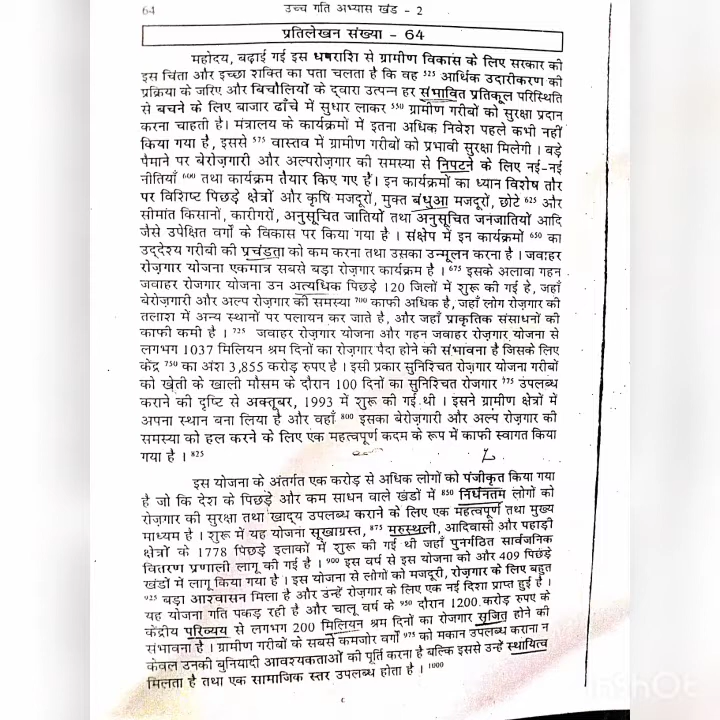 64
उच्च गति अभ्यास खंड - 2
प्रतिलेखन संख्या - 64
महोदय, बढ़ाई गई इस धनराशि से ग्रामीण विकास के लिए सरकार की
इस चिंता और इच्छा शक्ति का पता चलता है कि वह 525 आर्थिक उदारीकरण की
प्रक्रिया के जरिए और बिचौलियों के द्वारा उत्पन्न हर संभावित प्रतिकूल परिस्थिति
से बचने के लिए बाजार ढाँचे में सुधार लाकर 550 ग्रामीण गरीबों को सुरक्षा प्रदान
करना चाहती है। मंत्रालय के कार्यक्रमों में इतना अधिक निवेश पहले कभी नहीं
किया गया है, इससे 575 वास्तव में ग्रामीण गरीबों को प्रभावी सुरक्षा मिलेगी । बड़े
पैमाने पर बेरोज़गारी और अल्परोज़गार की समस्या से निपटने के लिए नई-नई
नीतियाँ 600 तथा कार्यक्रम तैयार किए गए हैं। इन कार्यक्रमों का ध्यान विशेष तौर
पर विशिष्ट पिछड़े क्षेत्रों और कृषि मजदूरों, मुक्त बंधुआ मजदूरों, छोटे 625 और
सीमांत किसानों, कारीगरों, अनुसूचित जातियों तथा अनुसूचित जनजातियों आदि
जैसे उपेक्षित वर्गों के विकास पर किया गया है । संक्षेप में इन कार्यक्रमों 650 का
उद्देश्य गरीबी की प्रचंडता को कम करना तथा उसका उन्मूलन करना है । जवाहर
रोज़गार योजना एकमात्र सबसे बड़ा रोज़गार कार्यक्रम है । 675 इसके अलावा गहन
जवाहर रोजगार योजना उन अत्यधिक पिछड़े 120 जिलों में शुरू की गई हे, जहाँ
बेरोज़गारी और अल्प रोज़गार की समस्या 700 काफी अधिक है, जहाँ लोग रोज़गार की
तलाश में अन्य स्थानों पर पलायन कर जाते है, और जहाँ प्राकृतिक संसाधनों की
काफी कमी है । 725 जवाहर रोज़गार योजना और गहन जवाहर रोज़गार योजना से
लगभग 1037 मिलियन श्रम दिनों का रोज़गार पैदा होने की संभावना है जिसके लिए
केंद्र 750 का अंश 3,855 करोड़ रुपए है । इसी प्रकार सुनिश्चित रोज़गार योजना गरीबों
को खेती के खाली मौसम के दौरान 100 दिनों का सुनिश्चित रोजगार 775 उपलब्ध
कराने की दृष्टि से अक्तूबर, 1993 में शुरू की गई थी । इसने ग्रामीण क्षेत्रों में
अपना स्थान बना लिया है और वहाँ 800 इसका बेरोज़गारी और अल्प रोज़गार की
समस्या को हल करने के लिए एक महत्वपूर्ण कदम के रूप में काफी स्वागत किया
गया है । 825
इस योजना के अंतर्गत एक करोड़ से अधिक लोगों को पंजीकृत किया गया
है जो कि देश के पिछड़े और कम साधन वाले खंडों में 850 निर्धनतम लोगों को
रोज़गार की सुरक्षा तथा खाद्य उपलब्ध कराने के लिए एक महत्वपूर्ण तथा मुख्य
माध्यम है । शुरू में यह योजना सूखाग्रस्त, 875 मरुस्थली, आदिवासी और पहाड़ी
क्षेत्रों के 1778 पिछड़े इलाकों में शुरू की गई थी जहाँ पुनर्गठित सार्वजनिक
वितरण प्रणाली लागू की गई है । 900 इस वर्ष से इस योजना को और 409 पिछड़े
खंडों में लागू किया गया है । इस योजना से लोगों को मजदूरी, रोज़गार के लिए बहुत
925 बड़ा आश्वासन मिला है और उन्हें रोज़गार के लिए एक नई दिशा प्राप्त हुई है ।
यह योजना गति पकड़ रही है और चालू वर्ष के 950 दौरान 1200 करोड़ रुपए के
केंद्रीय परिव्यय से लगभग 200 मिलियन श्रम दिनों का रोजगार सृजित होने की
संभावना है । ग्रामीण गरीबों के सबसे कमजोर वर्गों 975 को मकान उपलब्ध कराना न
केवल उनकी बुनियादी आवश्यकताओं की पूर्ति करना है बल्कि इससे उन्हें स्थायित्व
मिलता है तथा एक सामाजिक स्तर उपलब्ध होता है । 1000